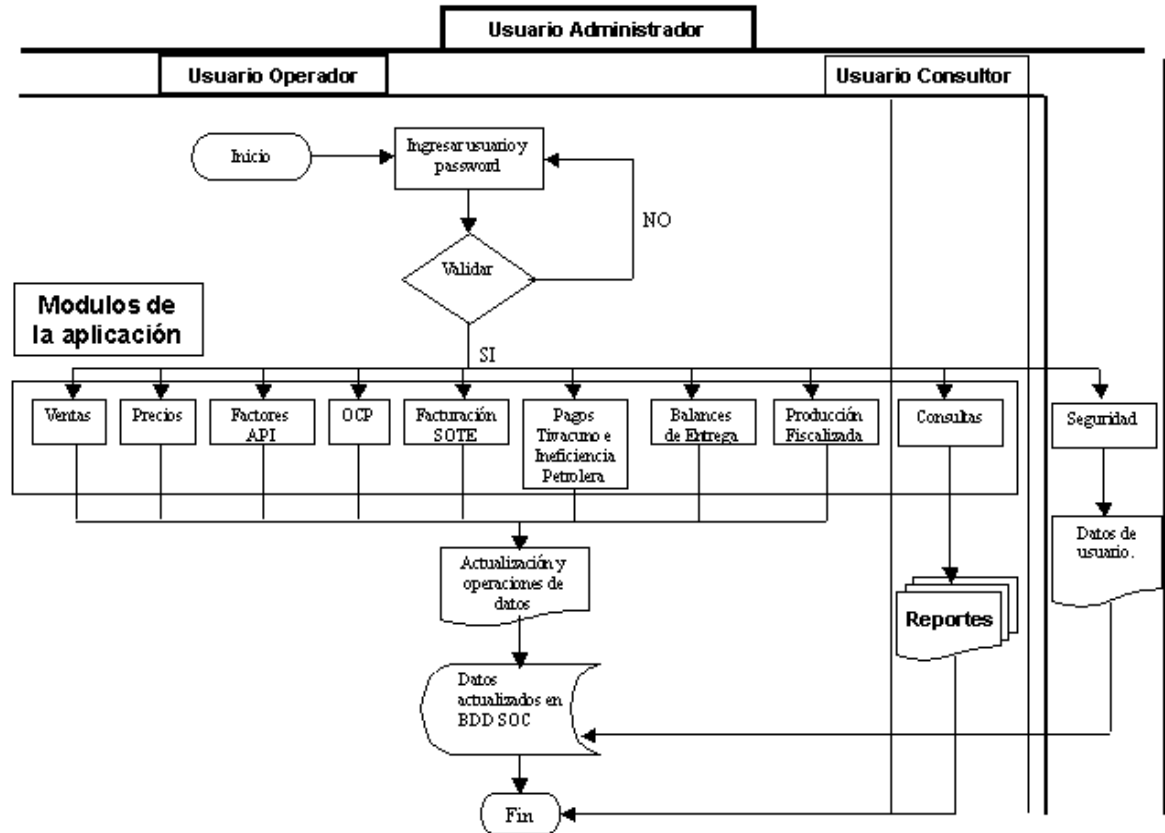 Usuario Administrador
Usuario Operador
Usuario Consultor
Inicio
Ingresar usuario y
password
NO
Validar
Modulos de
la aplicación
SI
Ventas
Precios
Factores
API
OCP
Facturación
SOTE
Pagos
Tivacuno e
Ineficiencia
Petrolera
Balances
de Entrega
Producción
Fiscalizada
Consultas
Seguridad
Actualización y
operaciones de
datos
Datos de
usuario.
Reportes
Datos
actualizados en
BDD SOC
Fin